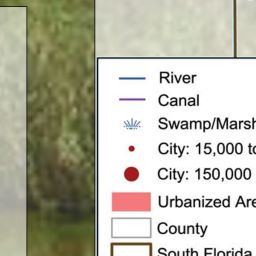 River
Canal
Swamp/Marsh
City: 15,000 to
City: 150,000
Urbanized Are
County
South Florida